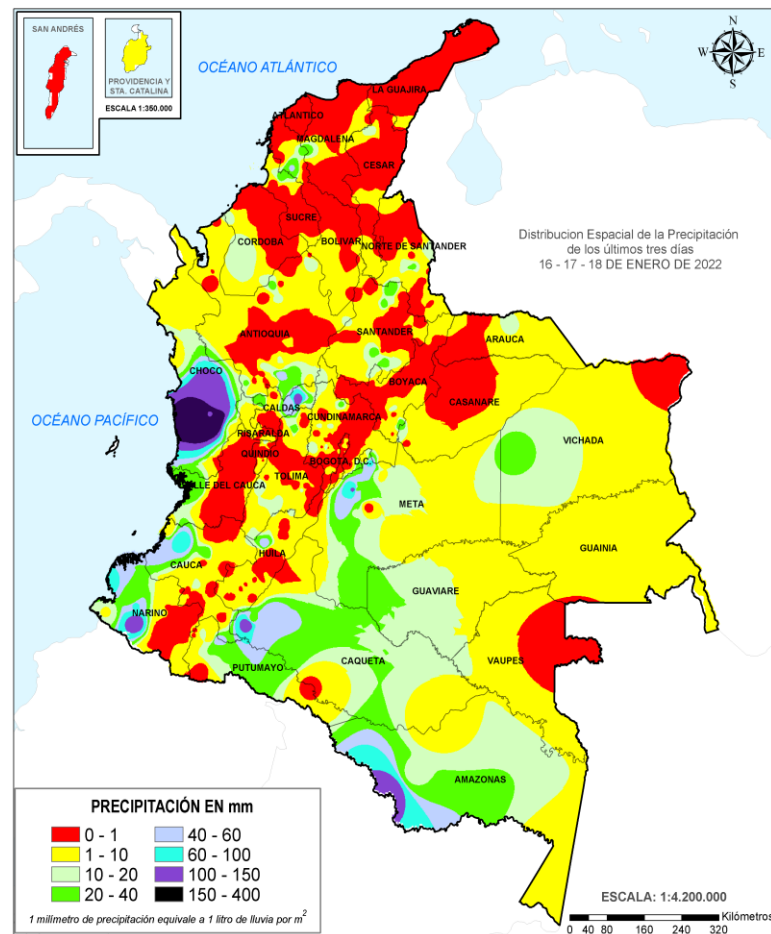 SAN ANDRÉS
PROVIDENCIA Y
STA. CATALINA
ESCALA 1:350.000
OCÉANO ATLÁNTICO
N
W
E
S
LA GUAJIRA
ATLANTICO
MAGDALENA
CESAR
SUCRE
CORDOBA
BOLIVAR
NORTE DE SANTANDER
Distribucion Espacial de la Precipitación
de los últimos tres días
16 - 17 - 18 DE ENERO DE 2022
ANTIOQUIA
SANTANDER
ARAUCA
CHOCO
BOYACA
CASANARE
OCÉANO PACÍFICO
CALDAS
CUNDINAMARCA
RISARALDA
VICHADA
QUINDIO
BOGOTA, D.C.
TOLIMA
VALLE DEL CAUCA
META
GUAINIA
HUILA
CAUCA
GUAVIARE
NARINO
CAQUETA
VAUPES
PUTUMAYO
AMAZONAS
PRECIPITACIÓN EN mm
0 - 1
40 - 60
1 - 10
60 - 100
10 - 20
100 - 150
20 - 40
150 - 400
1 milímetro de precipitación equivale a 1 litro de lluvia por m²
ESCALA: 1:4.200.000
Kilómetros
0 40 80 160 240 320